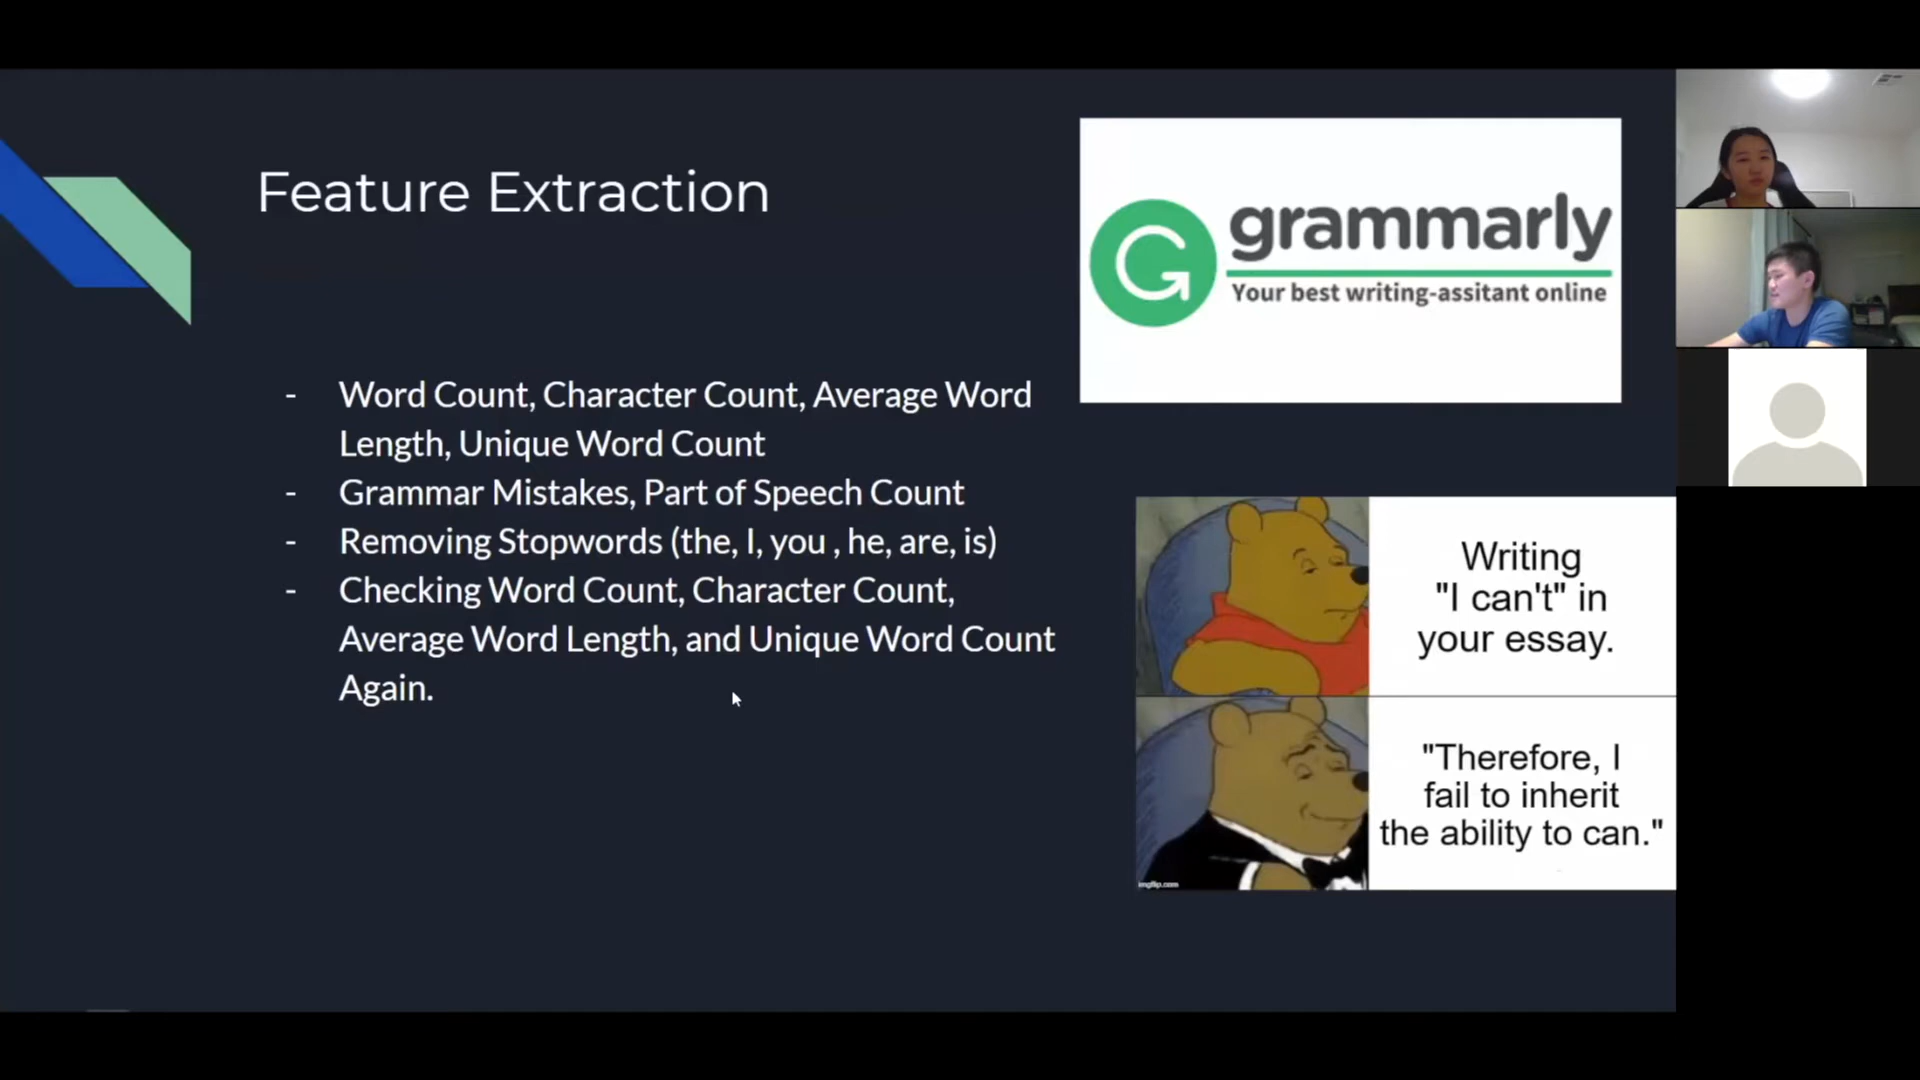 Feature Extraction
- Word Count, Character Count, Average Word
Length, Unique Word Count
- Grammar Mistakes, Part of Speech Count
- Removing Stopwords (the, I, you , he, are, is)
- Checking Word Count, Character Count,
Average Word Length, and Unique Word Count
Again.
grammarly
Your best writing-assitant online
Writing
"I can't" in
your essay.
"Therefore, I
fail to inherit
the ability to can."
imgflip.com